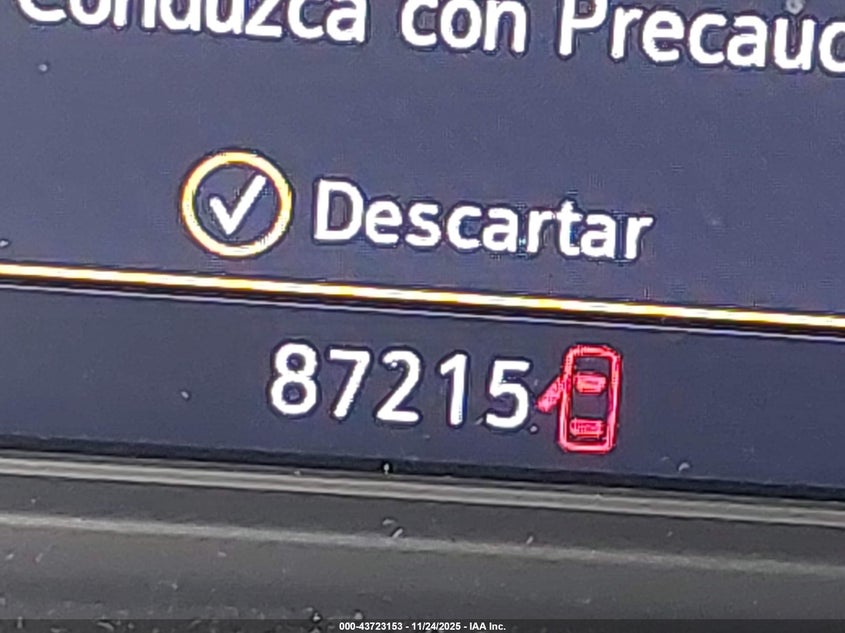 Conduzca con Precauc
Descartar
87215
000-43723153 - 11/24/2025 - IAA Inc.